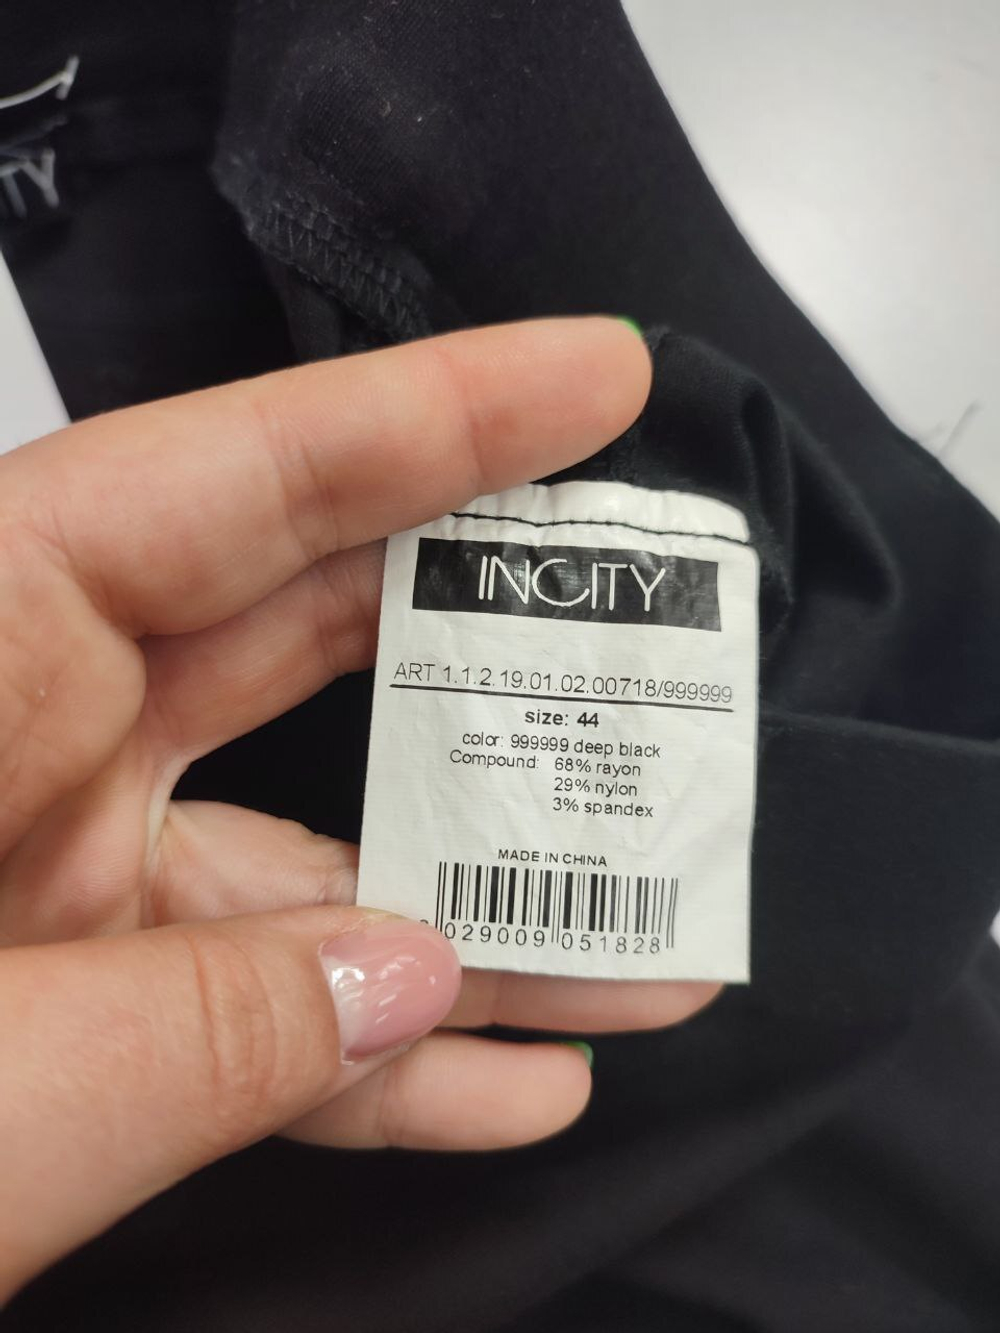 TY
INCITY
ART 1.1.2.19.01.02.00718/999999
size: 44
color: 999999 deep black
Compound: 68% rayon
29% nylon
3% spandex
MADE IN CHINA
029009 051828